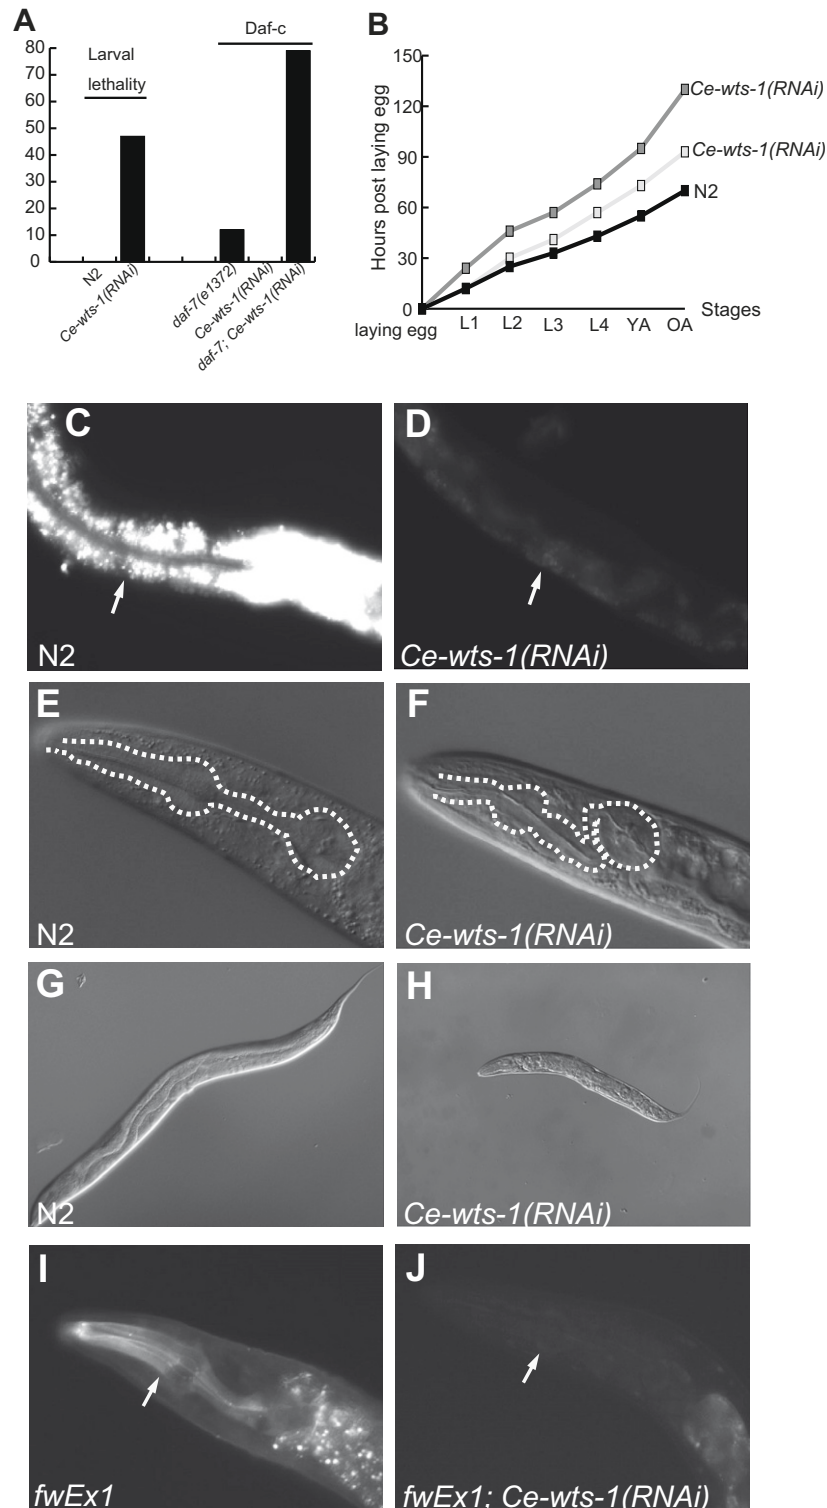 A
Daf-c
Larval
lethality
80
70
60
50
40
30
20
10
0
N2
Ce-wts-1(RNAi)
daf-7(e1372)
Ce-wts-1(RNAi)
daf-7; Ce-wts-1(RNAi)
B
Hours post laying egg
150
120
90
60
30
0
Ce-wts-1(RNAi)
Ce-wts-1(RNAi)
N2
laying egg L1 L2 L3 L4 YA OA
Stages
C
N2
D
Ce-wts-1(RNAi)
E
N2
F
Ce-wts-1(RNAi)
G
N2
H
Ce-wts-1(RNAi)
I
fwEx1
J
fwEx1; Ce-wts-1(RNAi)